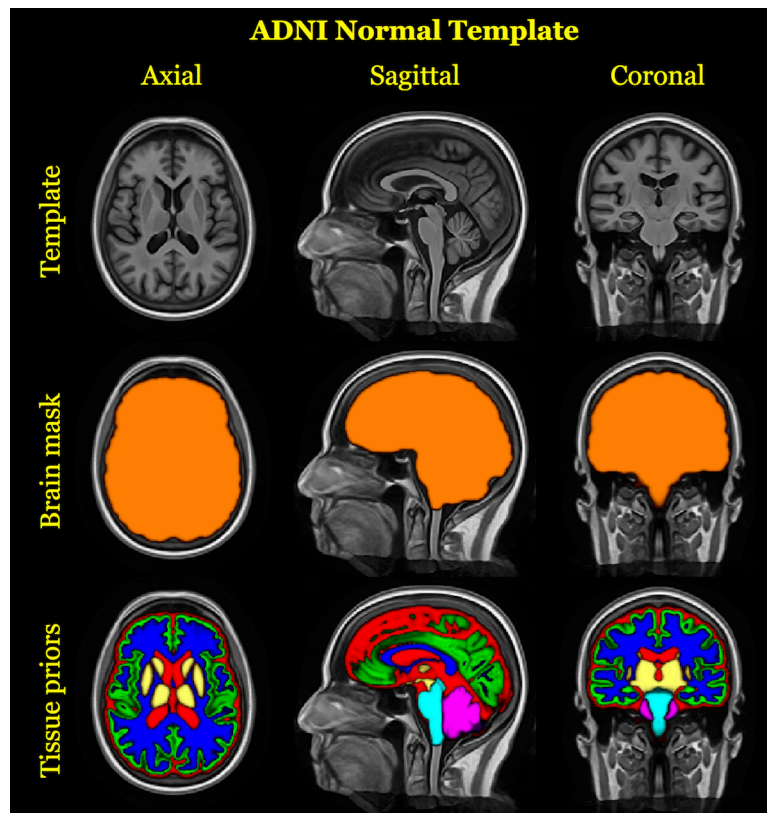 ADNI Normal Template
Axial
Sagittal
Coronal
Template
Brain mask
Tissue priors